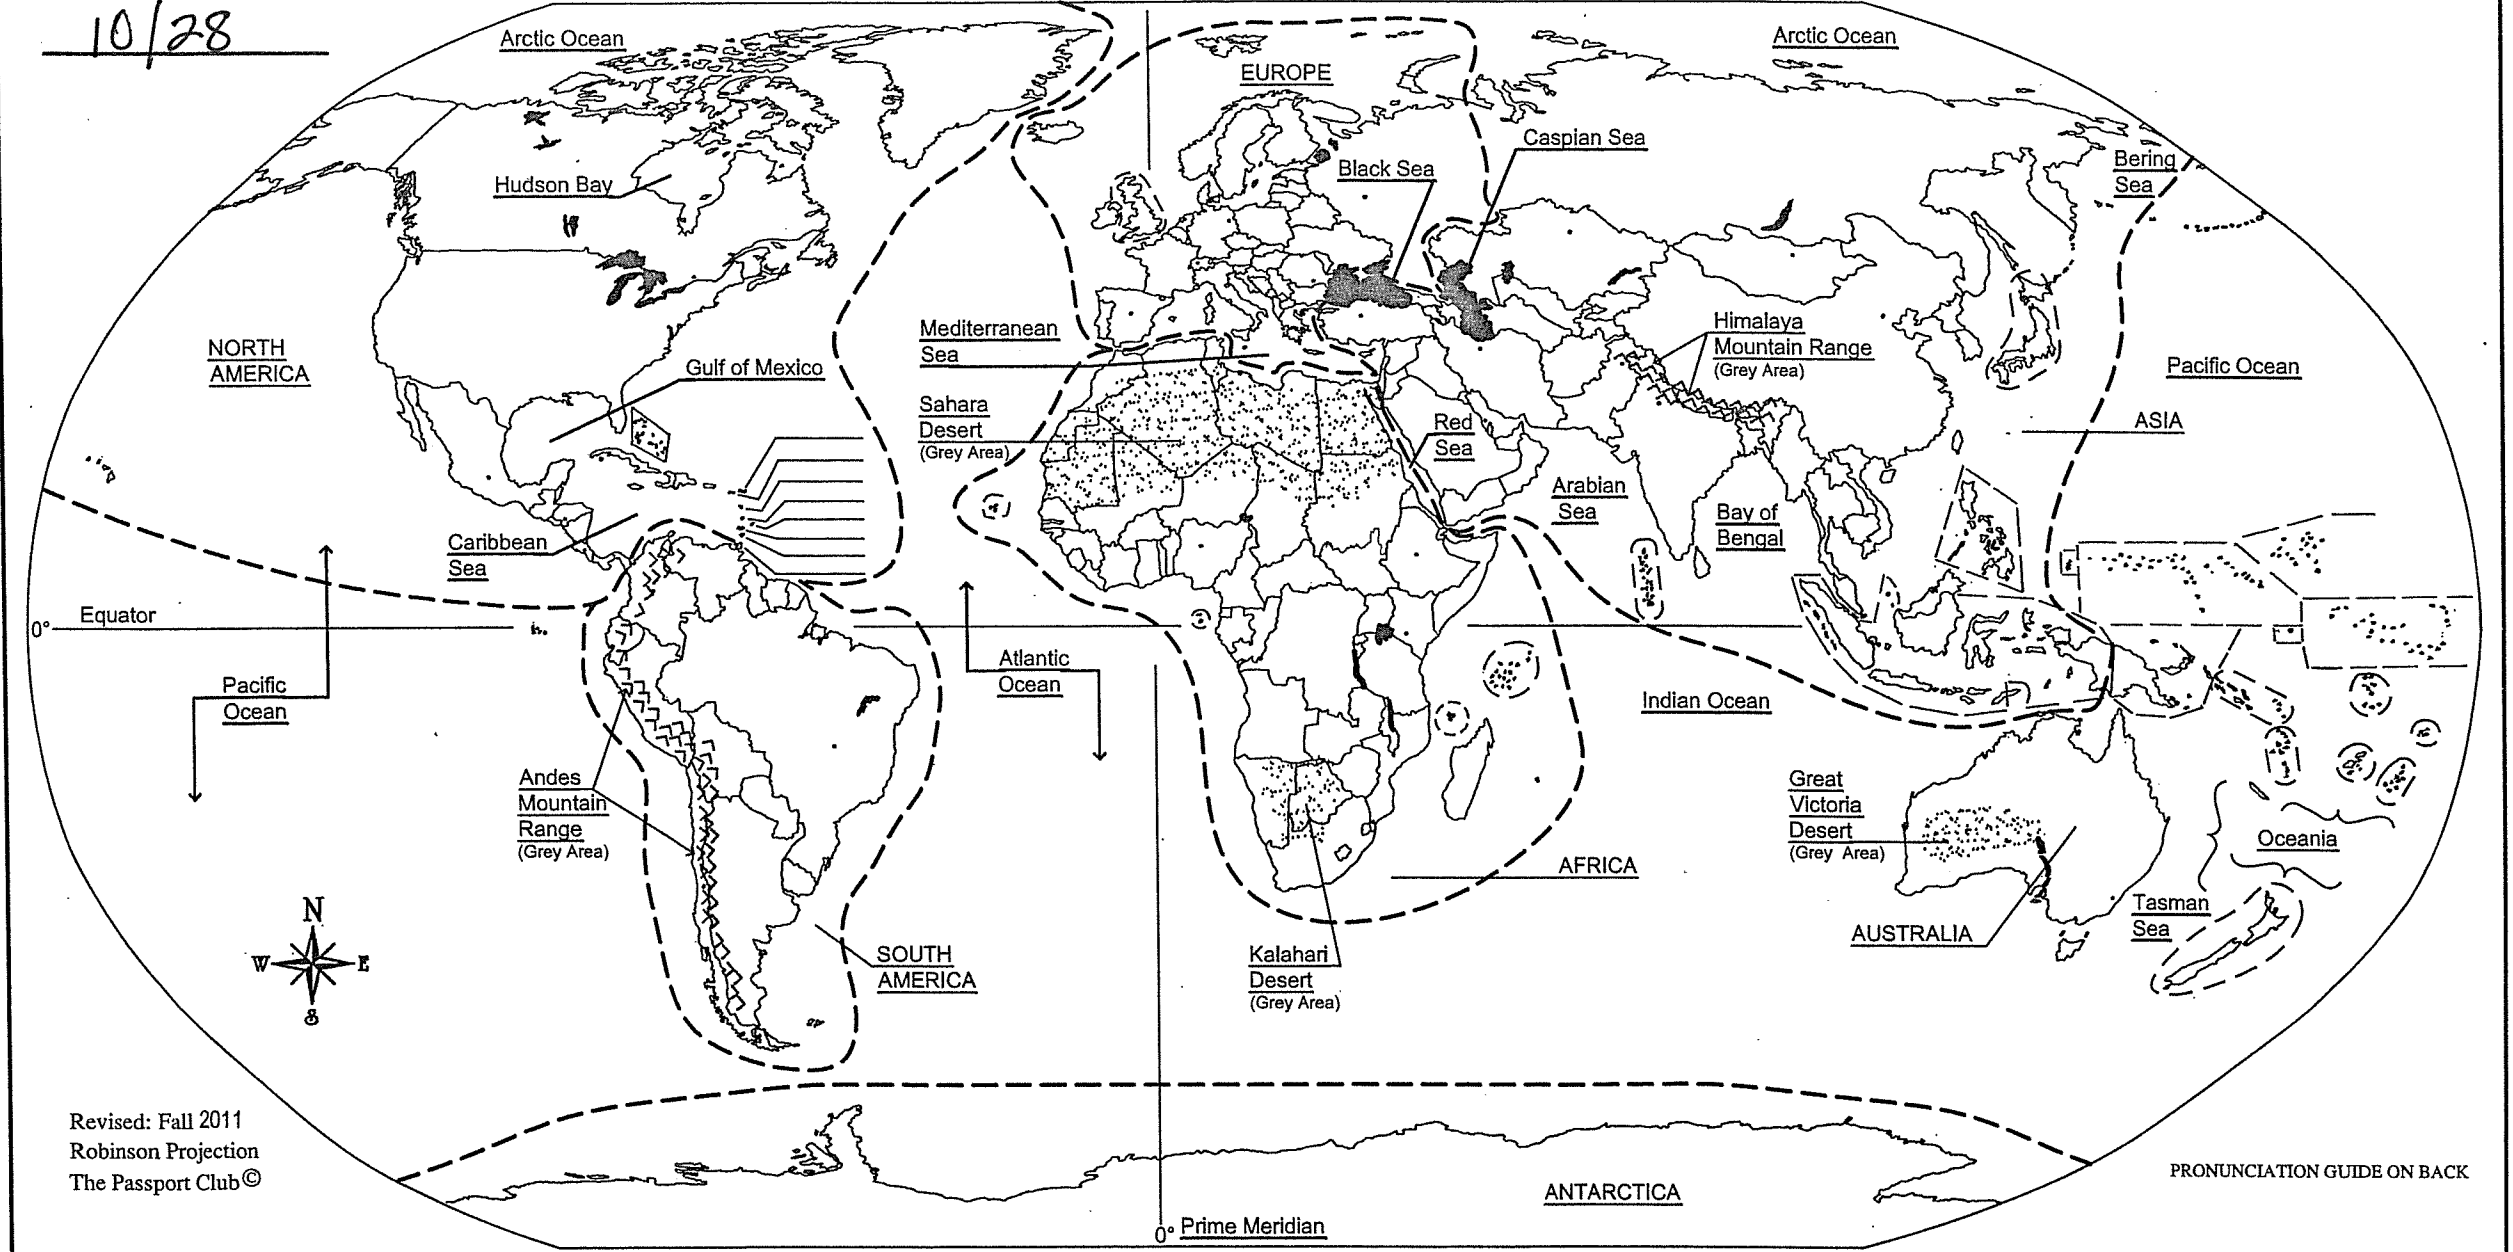 10/28
Arctic Ocean
Arctic Ocean
EUROPE
Caspian Sea
Black Sea
Bering
Sea
Hudson Bay
NORTH
AMERICA
Mediterranean
Sea
Himalaya
Mountain Range
(Grey Area)
Pacific Ocean
Gulf of Mexico
Sahara
Desert
(Grey Area)
Red
Sea
ASIA
Arabian
Sea
Bay of
Bengal
Caribbean
Sea
0° Equator
Atlantic
Ocean
Pacific
Ocean
Indian Ocean
Andes
Mountain
Range
(Grey Area)
Great
Victoria
Desert
(Grey Area)
Oceania
AFRICA
Tasman
Sea
AUSTRALIA
N
W E
S
SOUTH
AMERICA
Kalahari
Desert
(Grey Area)
Revised: Fall 2011
Robinson Projection
The Passport Club©
PRONUNCIATION GUIDE ON BACK
ANTARCTICA
0° Prime Meridian